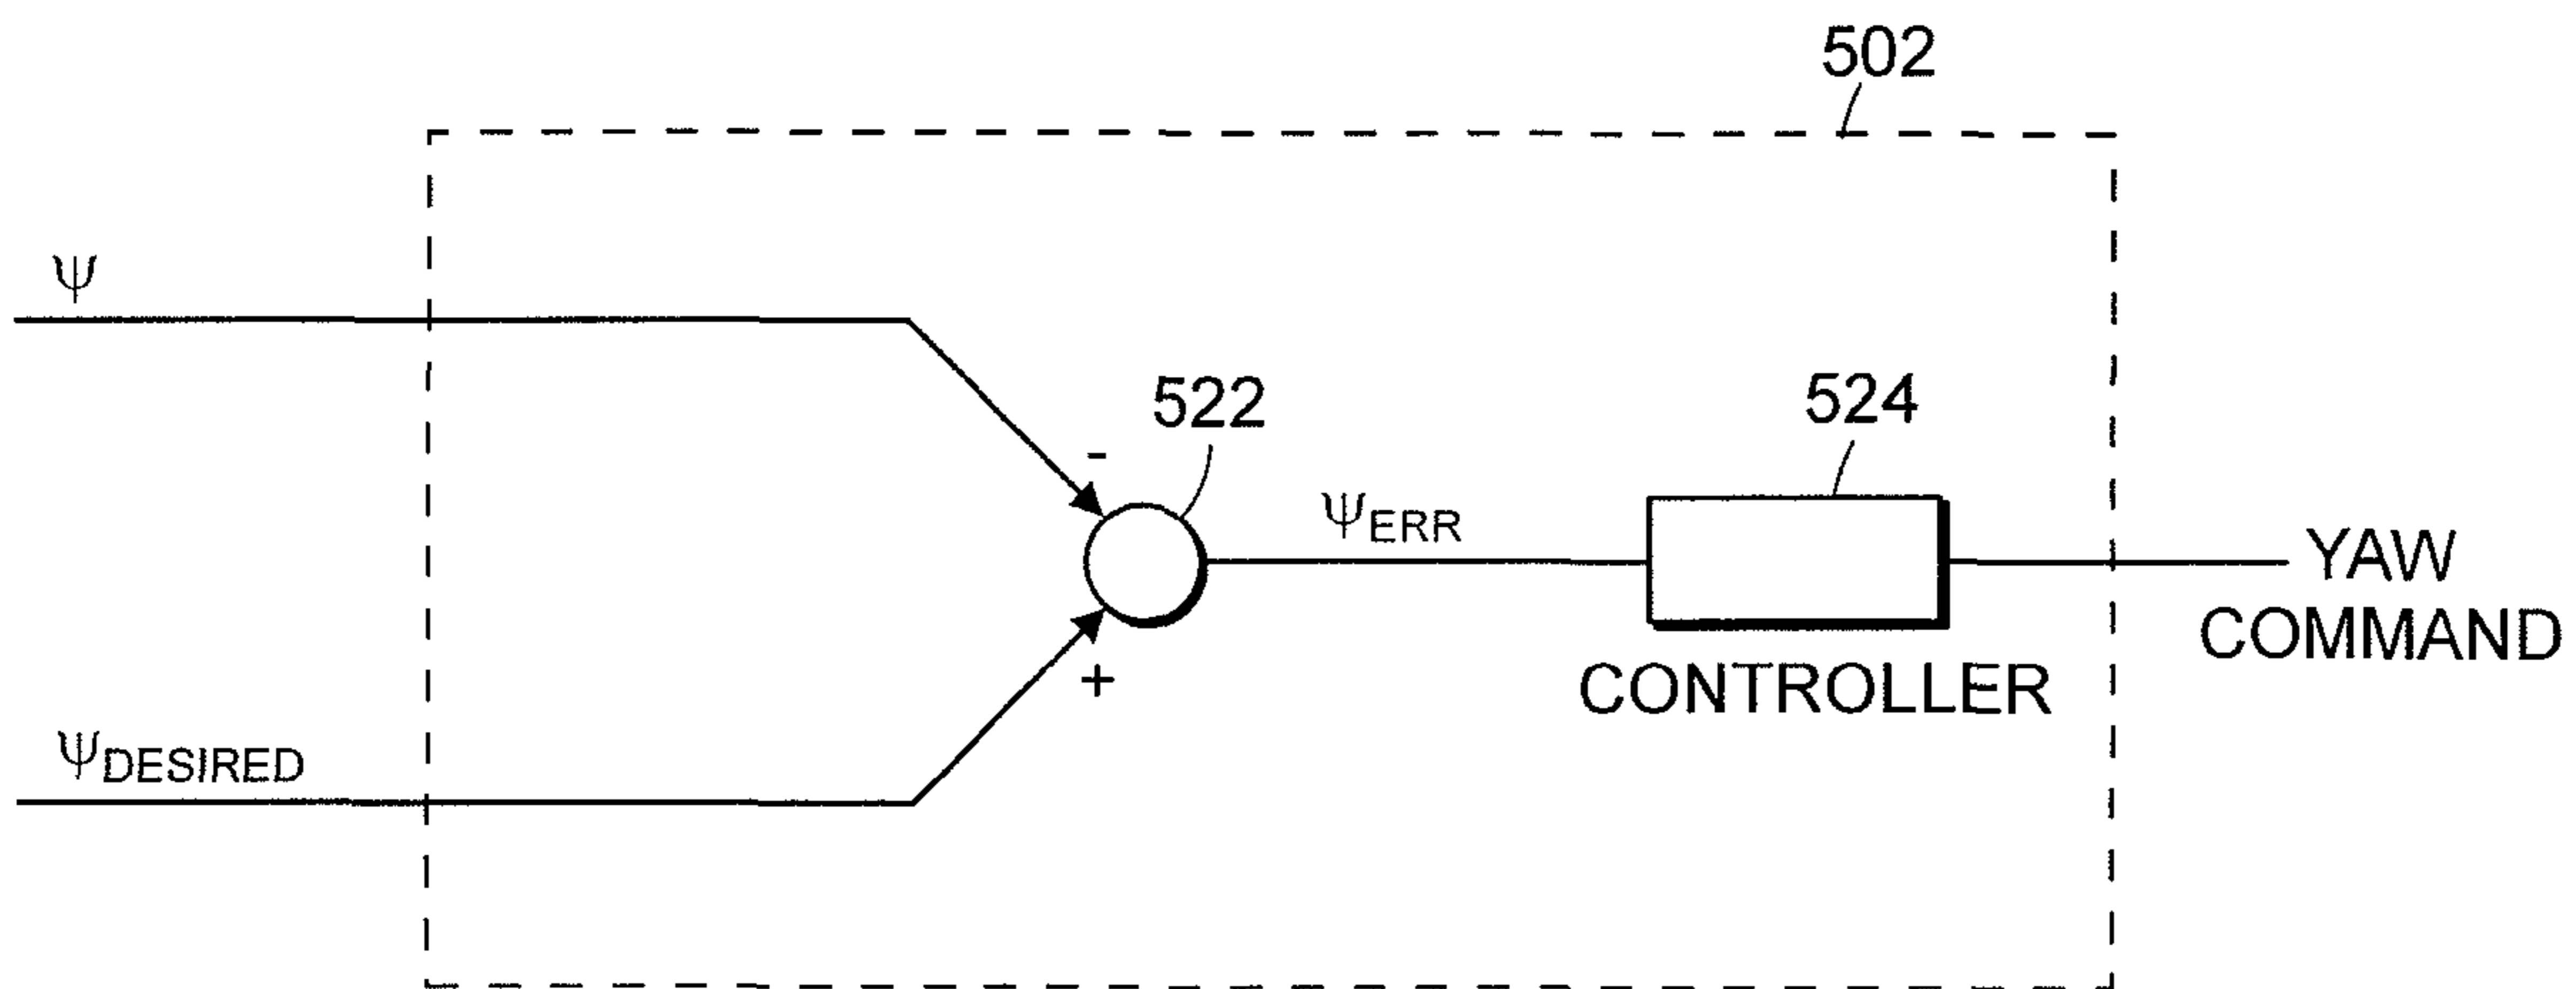 502
ψ
522
524
-
ψERR
YAW
COMMAND
+
CONTROLLER
ψDESIRED